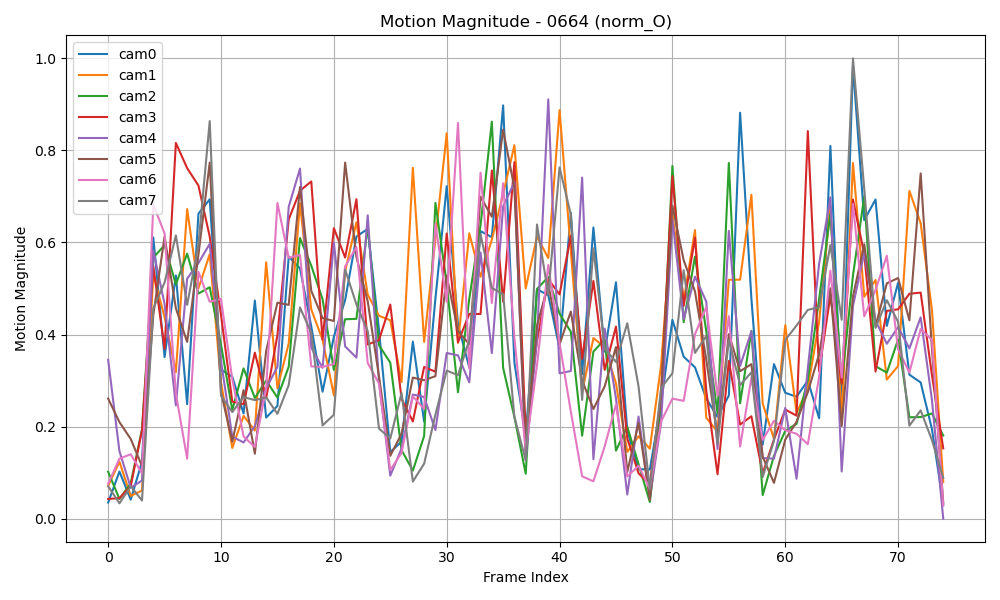 Motion Magnitude - 0664 (norm_O)
cam0
cam1
cam2
cam3
cam4
cam5
cam6
cam7
Motion Magnitude
1.0
0.8
0.6
0.4
0.2
0.0
0 10 20 30 40 50 60 70
Frame Index